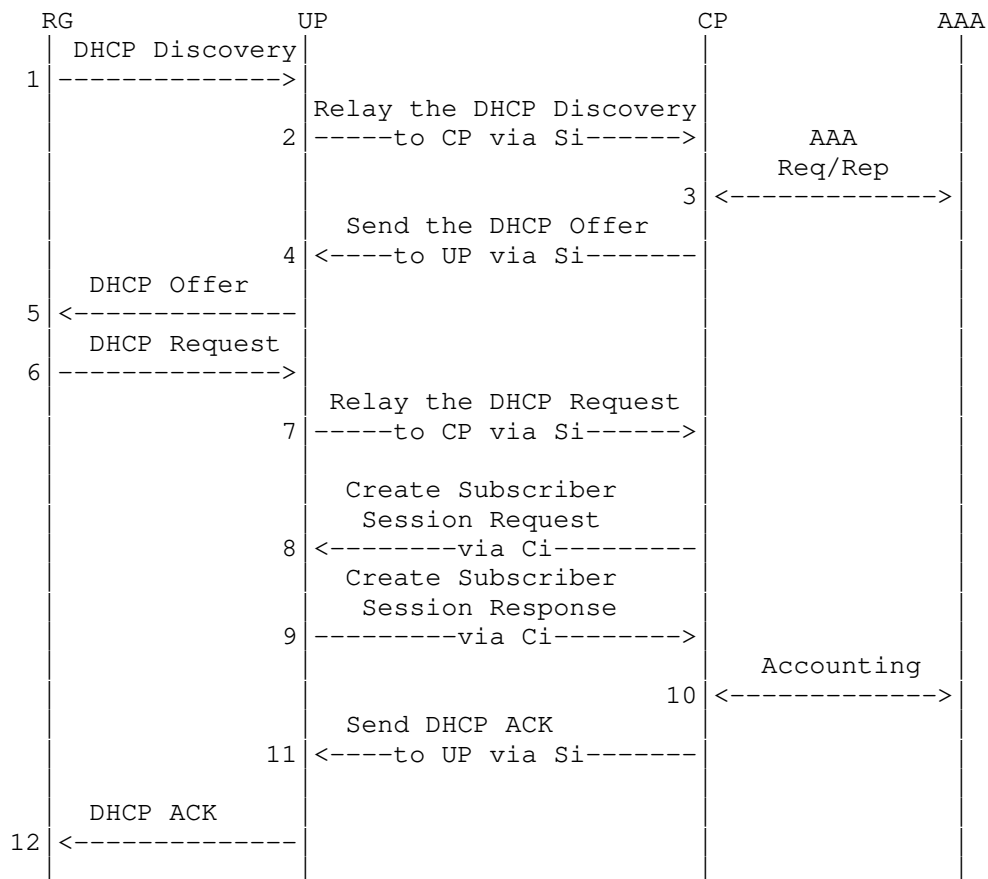 RG UP CP AAA
DHCP Discovery
1 -------------->
Relay the DHCP Discovery
2 -----to CP via Si------> AAA
Req/Rep
3 <------------->
Send the DHCP Offer
4 <----to UP via Si-------
DHCP Offer
5 <--------------
DHCP Request
6 -------------->
Relay the DHCP Request
7 -----to CP via Si------>
Create Subscriber
Session Request
8 <--------via Ci---------
Create Subscriber
Session Response
9 ---------via Ci-------->
Accounting
10 <------------->
Send DHCP ACK
11 <----to UP via Si-------
DHCP ACK
12 <--------------